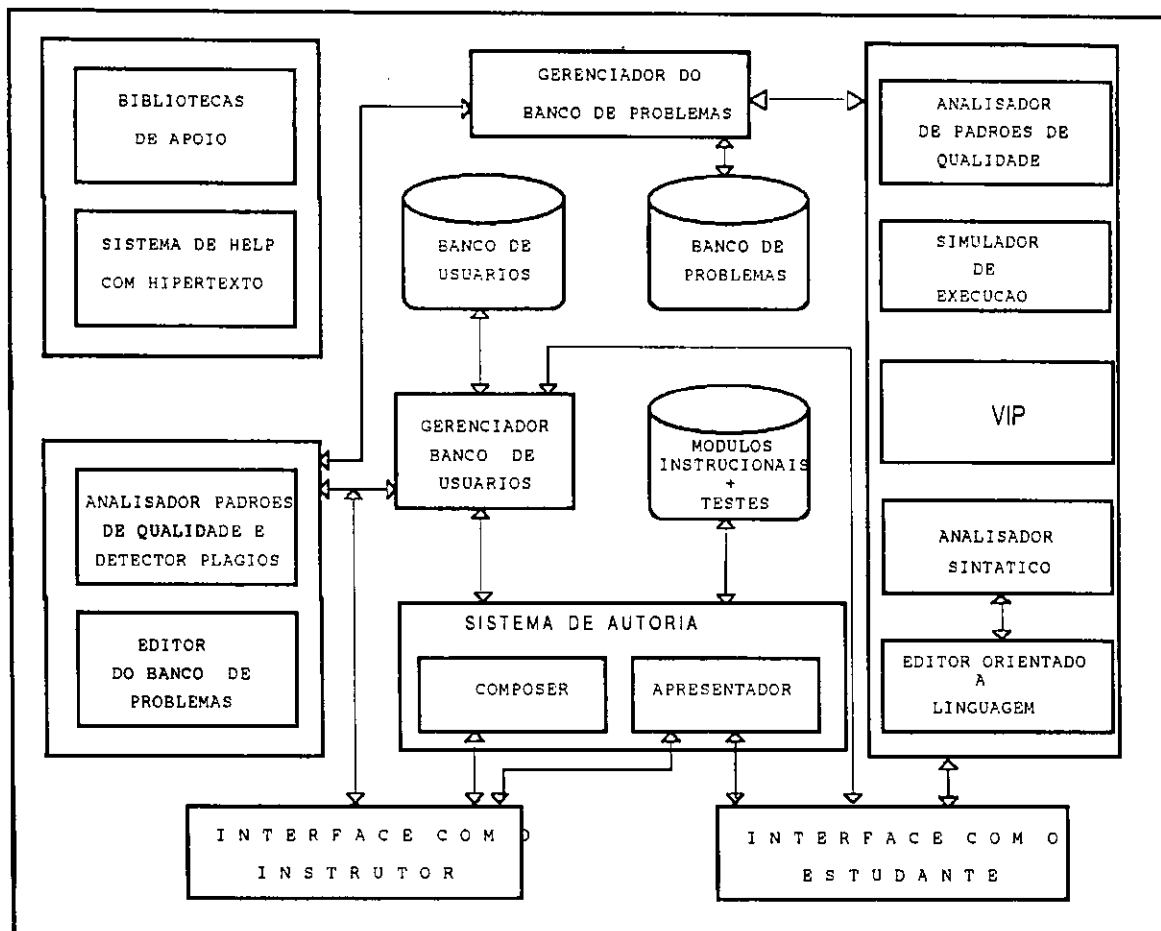 BIBLIOTECAS
DE APOIO
SISTEMA DE HELP
COM HIPERTEXTO
GERENCIADOR DO
BANCO DE PROBLEMAS
BANCO DE
USUARIOS
BANCO DE
PROBLEMAS
ANALISADOR
DE PADROES DE
QUALIDADE
SIMULADOR
DE
EXECUCAO
VIP
ANALISADOR
SINTATICO
EDITOR ORIENTADO
A
LINGUAGEM
GERENCIADOR
BANCO DE
USUARIOS
MODULOS
INSTRUCIONAIS
+
TESTES
ANALISADOR PADROES
DE QUALIDADE E
DETECTOR PLAGIOS
EDITOR
DO BANCO DE
PROBLEMAS
SISTEMA DE AUTORIA
COMPOSER
APRESENTADOR
INTERFACE COM O
INSTRUTOR
INTERFACE COM O
ESTUDANTE